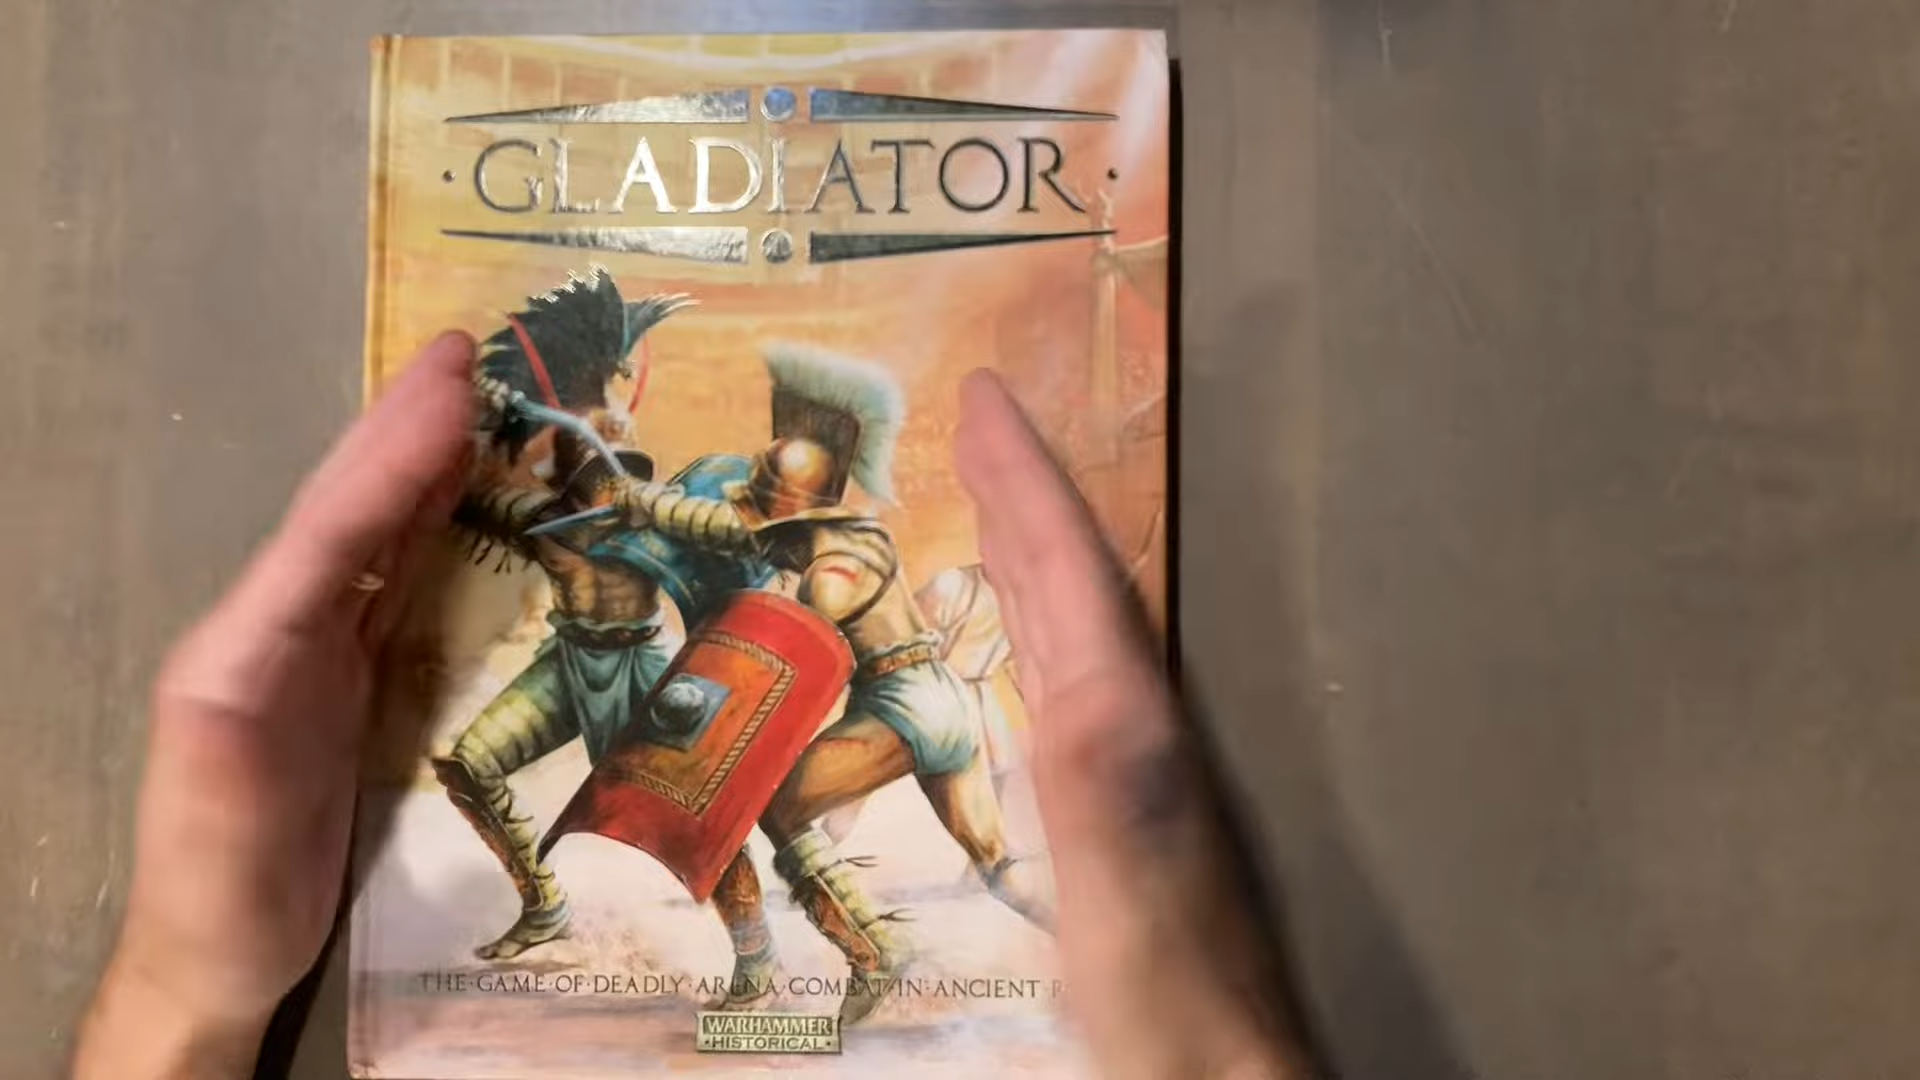 ·GLADIATOR·
THE·GAME·OF·DEADLY·ARENA·COMBAT·IN·ANCIENT
WARHAMMER
·HISTORICAL·